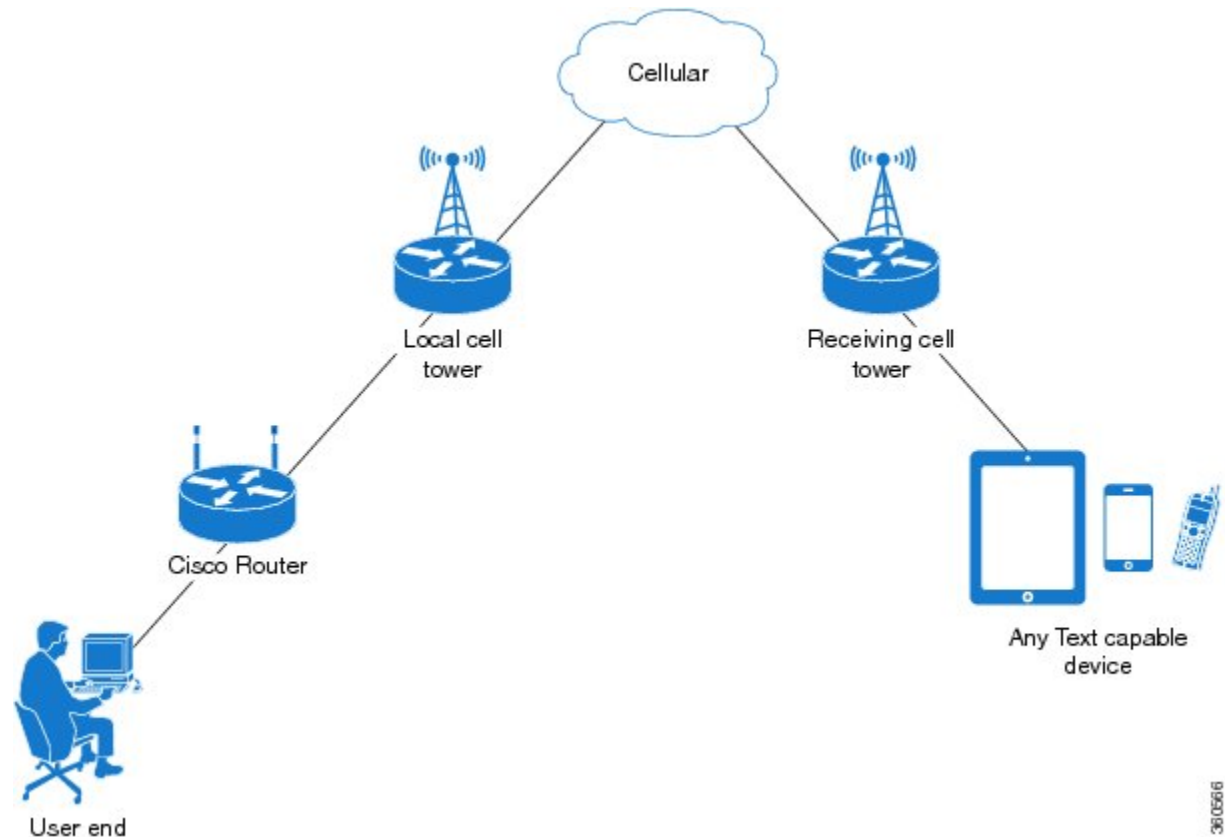 Cellular
Local cell
tower
Receiving cell
tower
Cisco Router
Any Text capable
device
User end
360566